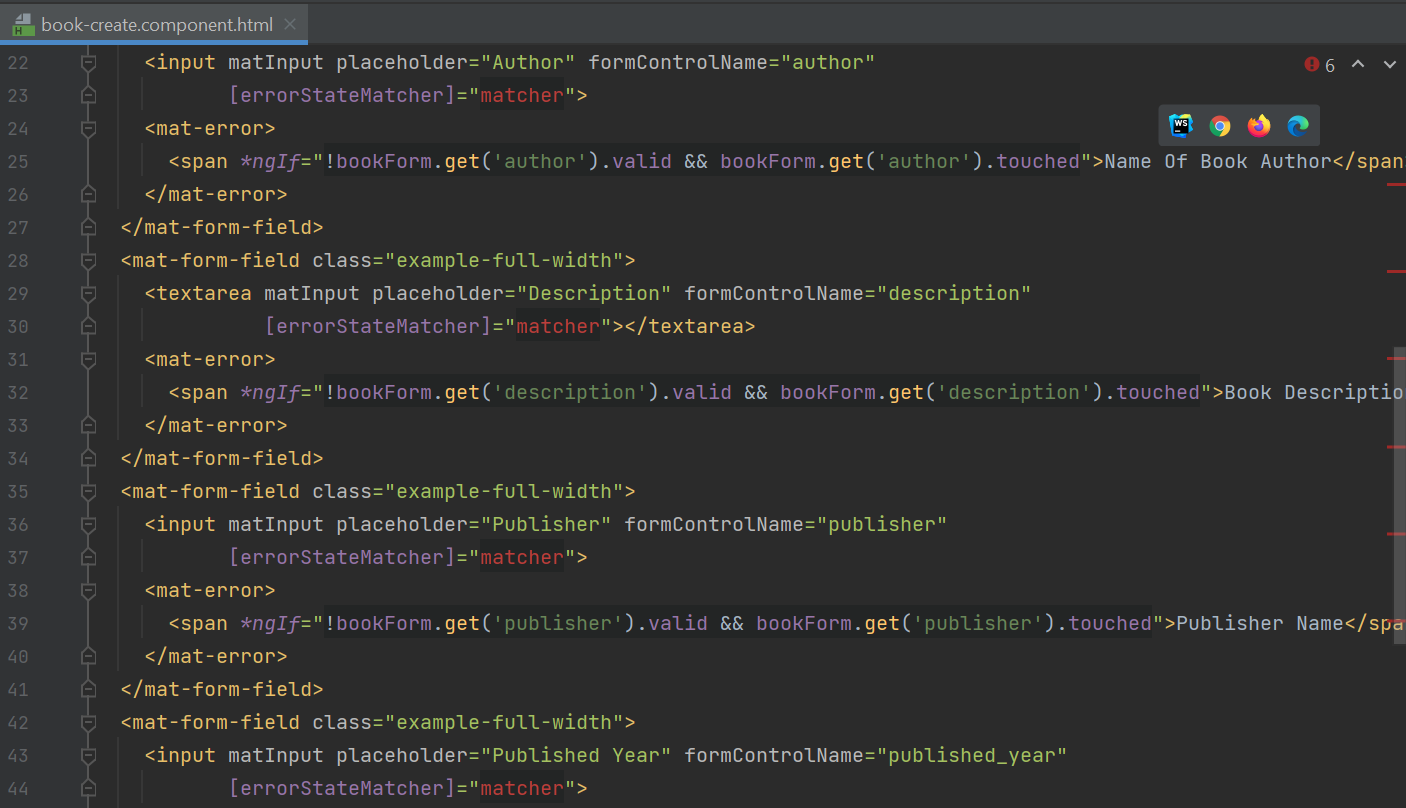 book-create.component.html
22 <input matInput placeholder="Author" formControlName="author"
6
23 [errorStateMatcher]="matcher">
24 <mat-error>
WS
25 <span *ngIf="!bookForm.get('author').valid && bookForm.get('author').touched">Name Of Book Author</span
26 </mat-error>
27 </mat-form-field>
28 <mat-form-field class="example-full-width">
29 <textarea matInput placeholder="Description" formControlName="description"
30 [errorStateMatcher]="matcher"></textarea>
31 <mat-error>
32 <span *ngIf="!bookForm.get('description').valid && bookForm.get('description').touched">Book Descriptio
33 </mat-error>
34 </mat-form-field>
35 <mat-form-field class="example-full-width">
36 <input matInput placeholder="Publisher" formControlName="publisher"
37 [errorStateMatcher]="matcher">
38 <mat-error>
39 <span *ngIf="!bookForm.get('publisher').valid && bookForm.get('publisher').touched">Publisher Name</spa
40 </mat-error>
41 </mat-form-field>
42 <mat-form-field class="example-full-width">
43 <input matInput placeholder="Published Year" formControlName="published_year"
44 [errorStateMatcher]="matcher">